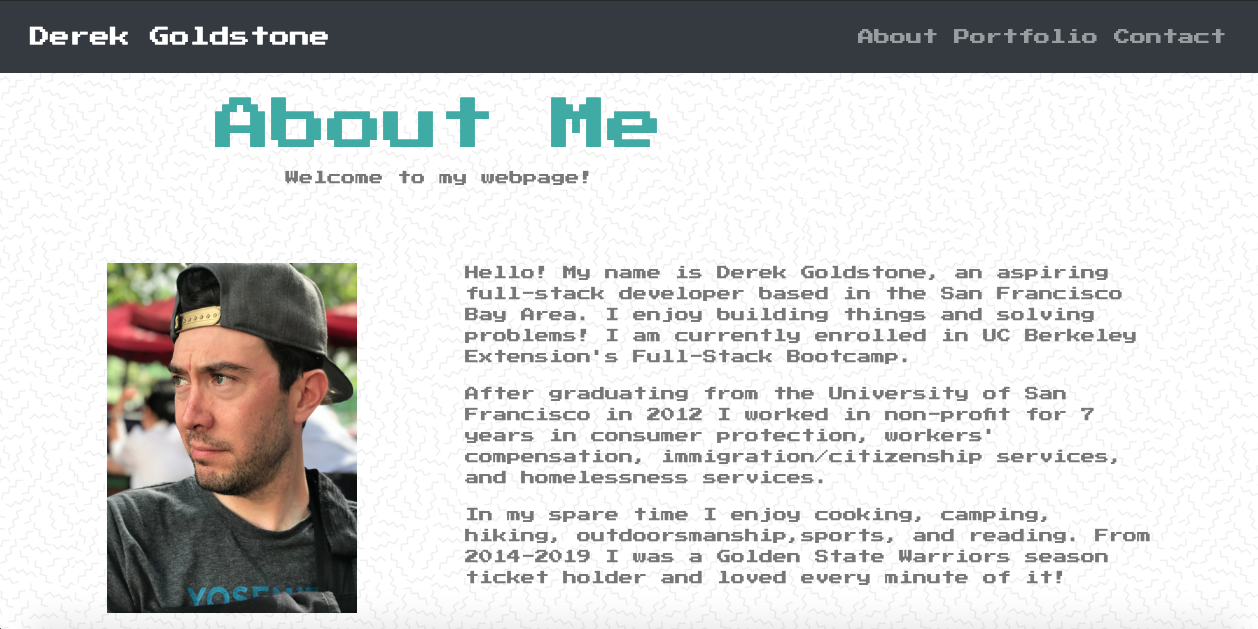 Derek Goldstone
About Portfolio Contact
About Me
Welcome to my webpage!
Hello! My name is Derek Goldstone, an aspiring
full-stack developer based in the San Francisco
Bay Area. I enjoy building things and solving
problems! I am currently enrolled in UC Berkeley
Extension's Full-Stack Bootcamp.
After graduating from the University of San
Francisco in 2012 I worked in non-profit for 7
years in consumer protection, workers'
compensation, immigration/citizenship services,
and homelessness services.
In my spare time I enjoy cooking, camping,
hiking, outdoorsmanship,sports, and reading. From
2014-2019 I was a Golden State Warriors season
ticket holder and loved every minute of it!